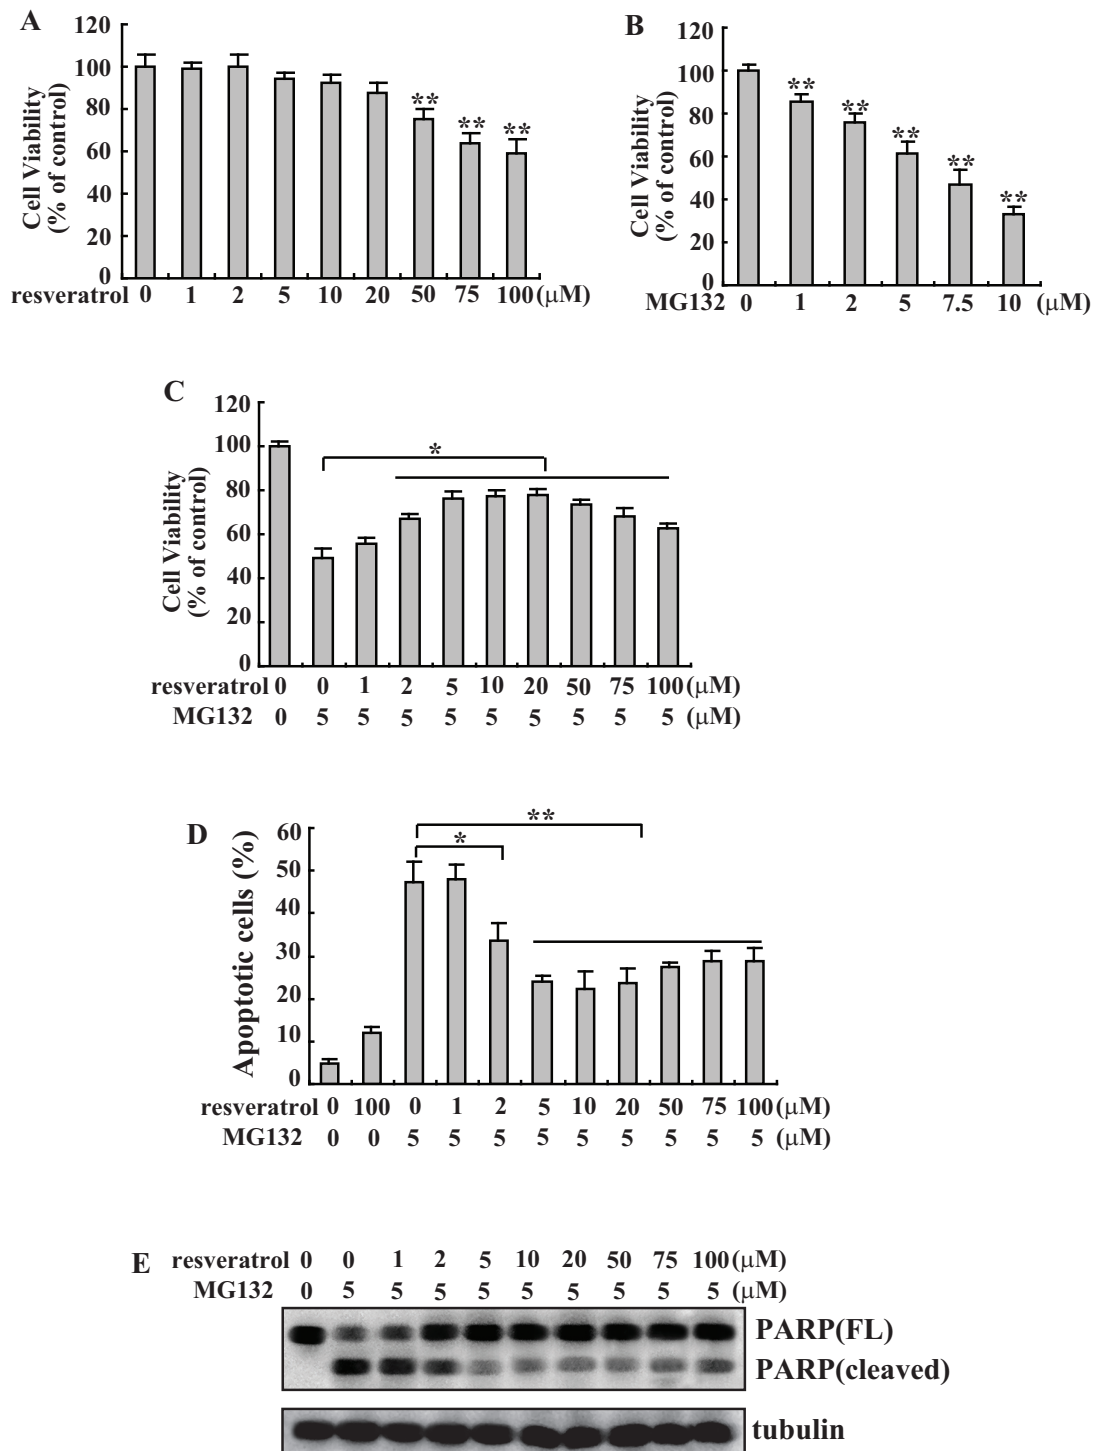 A
Cell Viability
(% of control)
120
100
80
60
40
20
0
** ** **
resveratrol 0 1 2 5 10 20 50 75 100 (μM)
B
Cell Viability
(% of control)
120
100
80
60
40
20
0
** ** ** ** **
MG132 0 1 2 5 7.5 10 (μM)
C
Cell Viability
(% of control)
120
100
80
60
40
20
0
*
resveratrol 0 0 1 2 5 10 20 50 75 100 (μM)
MG132 0 5 5 5 5 5 5 5 5 5 (μM)
D
Apoptotic cells (%)
60
50
40
30
20
10
0
**
*
resveratrol 0 100 0 1 2 5 10 20 50 75 100 (μM)
MG132 0 0 5 5 5 5 5 5 5 5 5 (μM)
E
resveratrol 0 0 1 2 5 10 20 50 75 100 (μM)
MG132 0 5 5 5 5 5 5 5 5 5 (μM)
PARP(FL)
PARP(cleaved)
tubulin